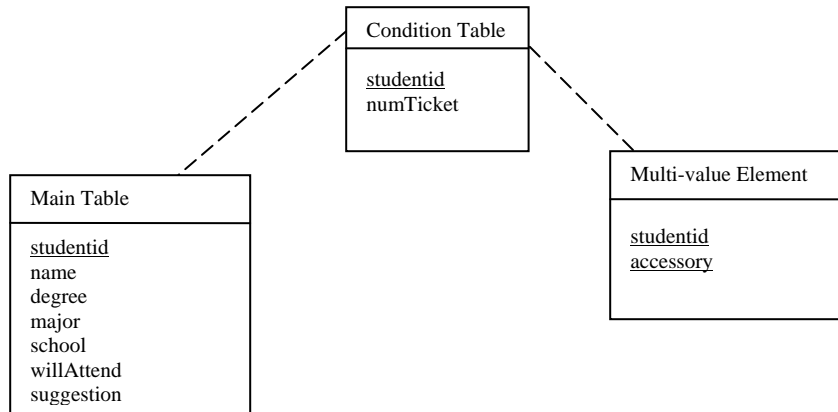 Condition Table
studentid
numTicket
Main Table
studentid
name
degree
major
school
willAttend
suggestion
Multi-value Element
studentid
accessory